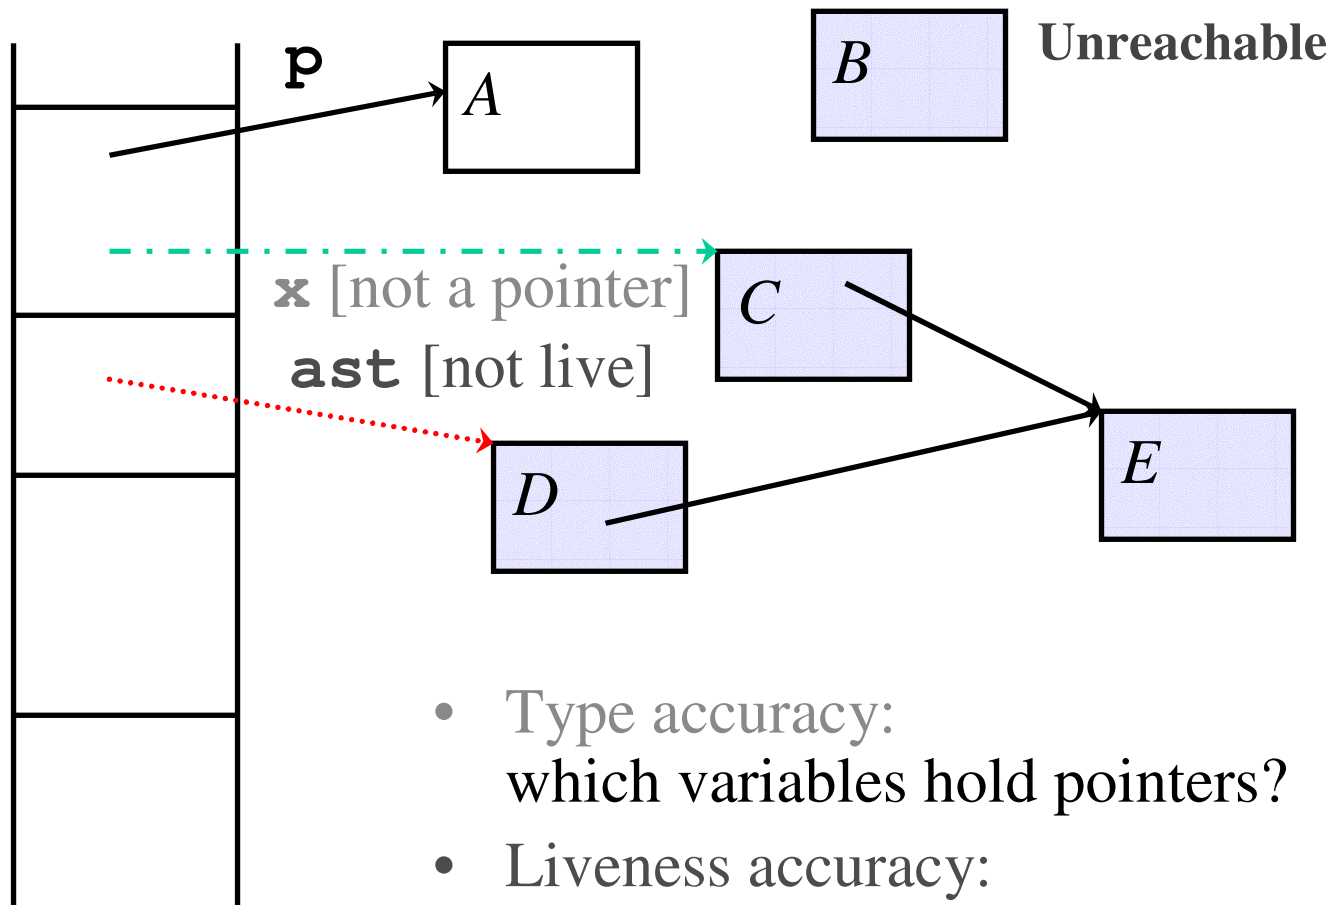 p
A
B
Unreachable
x [not a pointer]
C
ast [not live]
D
E
• Type accuracy:
which variables hold pointers?
• Liveness accuracy: